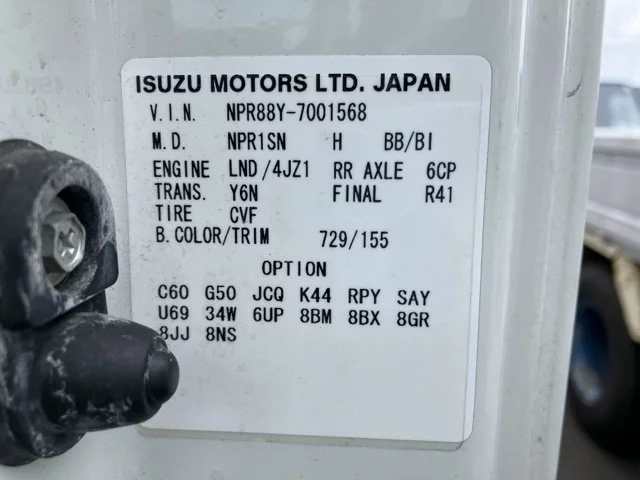 ISUZU MOTORS LTD. JAPAN
V.I.N. NPR88Y-7001568
M.D. NPR1SN H BB/BI
ENGINE LND/4JZ1 RR AXLE 6CP
TRANS. Y6N FINAL R41
TIRE CVF
B.COLOR/TRIM 729/155
OPTION
C60 G50 JCQ K44 RPY SAY
U69 34W 6UP 8BM 8BX 8GR
8JJ 8NS